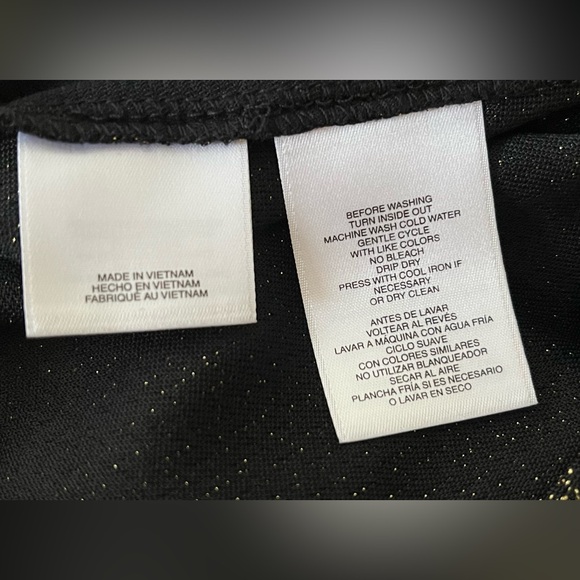 MADE IN VIETNAM
HECHO EN VIETNAM
FABRIQUÉ AU VIETNAM
BEFORE WASHING
TURN INSIDE OUT
MACHINE WASH COLD WATER
GENTLE CYCLE
WITH LIKE COLORS
NO BLEACH
DRIP DRY
PRESS WITH COOL IRON IF
NECESSARY
OR DRY CLEAN
ANTES DE LAVAR
VOLTEAR AL REVÉS
LAVAR A MÁQUINA CON AGUA FRÍA
CICLO SUAVE
CON COLORES SIMILARES
NO UTILIZAR BLANQUEADOR
SECAR AL AIRE
PLANCHA FRÍA SI ES NECESARIO
O LAVAR EN SECO